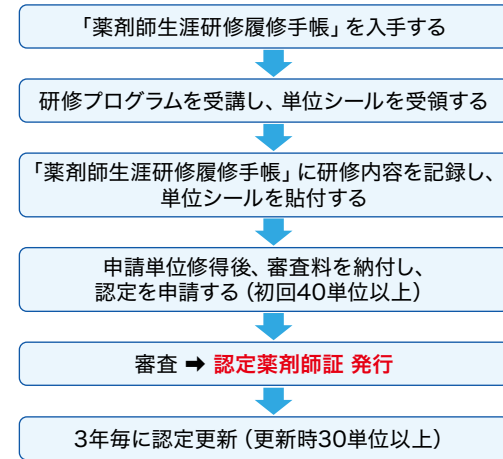 「薬剤師生涯研修履修手帳」を入手する
研修プログラムを受講し、単位シールを受領する
「薬剤師生涯研修履修手帳」に研修内容を記録し、
単位シールを貼付する
申請単位修得後、審査料を納付し、
認定を申請する（初回40単位以上）
審査 ➡ 認定薬剤師証 発行
3年毎に認定更新（更新時30単位以上）